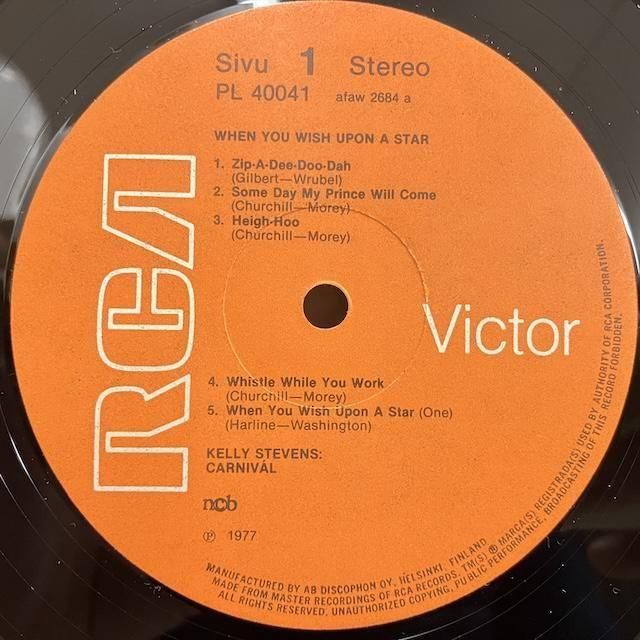 Sivu 1 Stereo
PL 40041 afaw 2684 a
WHEN YOU WISH UPON A STAR
1. Zip-A-Dee-Doo-Dah
(Gilbert—Wrubel)
2. Some Day My Prince Will Come
(Churchill—Morey)
3. Heigh-Hoo
(Churchill—Morey)
RCA
Victor
4. Whistle While You Work
(Churchill—Morey)
5. When You Wish Upon A Star (One)
(Harline—Washington)
KELLY STEVENS:
CARNIVÁL
ncb
Ⓟ 1977
MANUFACTURED BY AB DISCOPHON OY, HELSINKI, FINLAND
MADE FROM MASTER RECORDINGS OF RCA RECORDS, TM(S) ® MARCA(S) REGISTRADA(S) USED BY AUTHORITY OF RCA CORPORATION.
ALL RIGHTS RESERVED, UNAUTHORIZED COPYING, PUBLIC PERFORMANCE, BROADCASTING OF THIS RECORD FORBIDDEN.